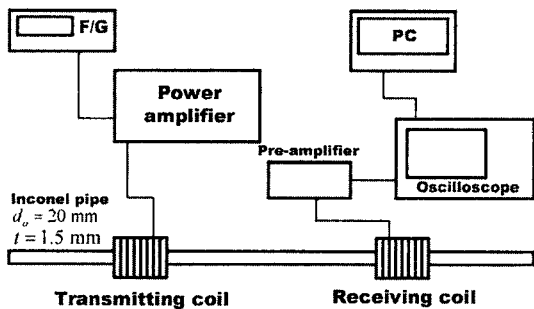 F/G
PC
Power
amplifier
Pre-amplifier
Oscilloscope
Inconel pipe
d_o = 20 mm
t = 1.5 mm
Transmitting coil
Receiving coil